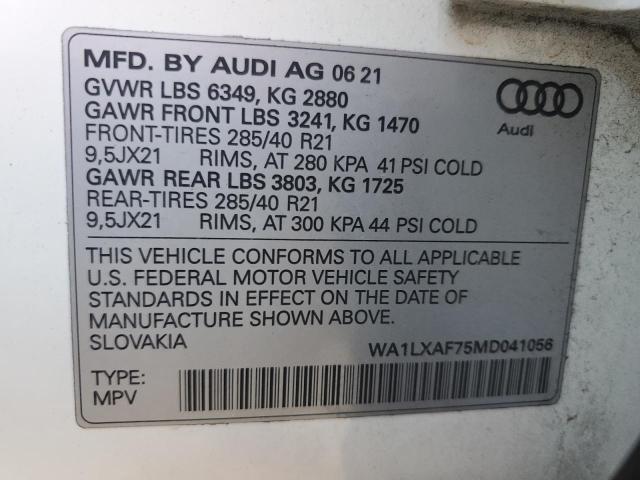 MFD. BY AUDI AG 06 21
GVWR LBS 6349, KG 2880
GAWR FRONT LBS 3241, KG 1470
FRONT-TIRES 285/40 R21
9,5JX21 RIMS, AT 280 KPA 41 PSI COLD
GAWR REAR LBS 3803, KG 1725
REAR-TIRES 285/40 R21
9,5JX21 RIMS, AT 300 KPA 44 PSI COLD
Audi
THIS VEHICLE CONFORMS TO ALL APPLICABLE
U.S. FEDERAL MOTOR VEHICLE SAFETY
STANDARDS IN EFFECT ON THE DATE OF
MANUFACTURE SHOWN ABOVE.
SLOVAKIA WA1LXAF75MD041056
TYPE:
MPV